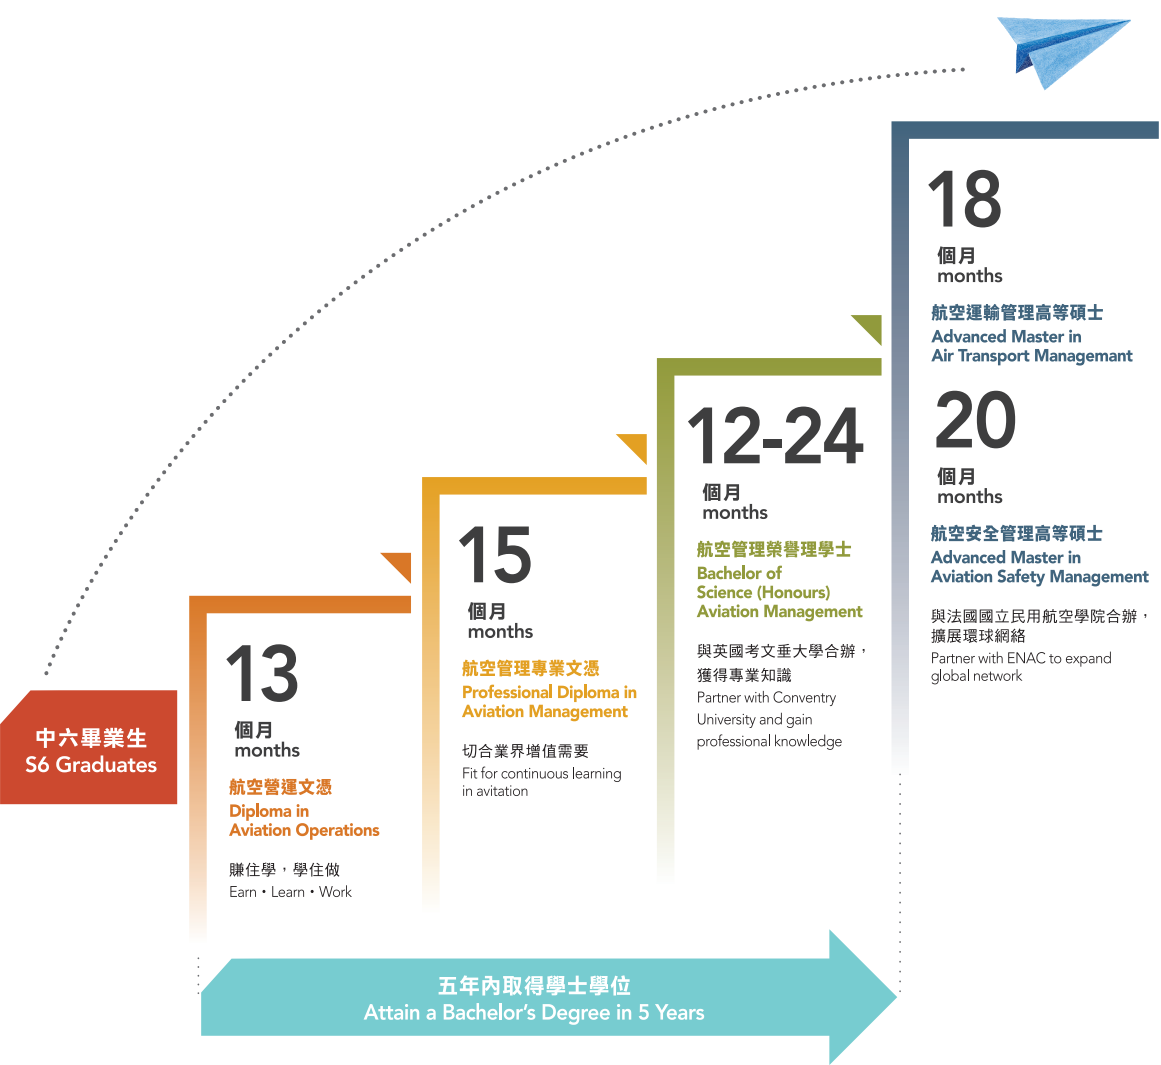 中六畢業生
S6 Graduates
13
個月
months
航空營運文憑
Diploma in
Aviation Operations
賺住學，學住做
Earn・Learn・Work
15
個月
months
航空管理專業文憑
Professional Diploma in
Aviation Management
切合業界增值需要
Fit for continuous learning
in avitation
12-24
個月
months
航空管理榮譽理學士
Bachelor of
Science (Honours)
Aviation Management
與英國考文垂大學合辦，
獲得專業知識
Partner with Conventry
University and gain
professional knowledge
18
個月
months
航空運輸管理高等碩士
Advanced Master in
Air Transport Managemant
20
個月
months
航空安全管理高等碩士
Advanced Master in
Aviation Safety Management
與法國國立民用航空學院合辦，
擴展環球網絡
Partner with ENAC to expand
global network
五年內取得學士學位
Attain a Bachelor's Degree in 5 Years